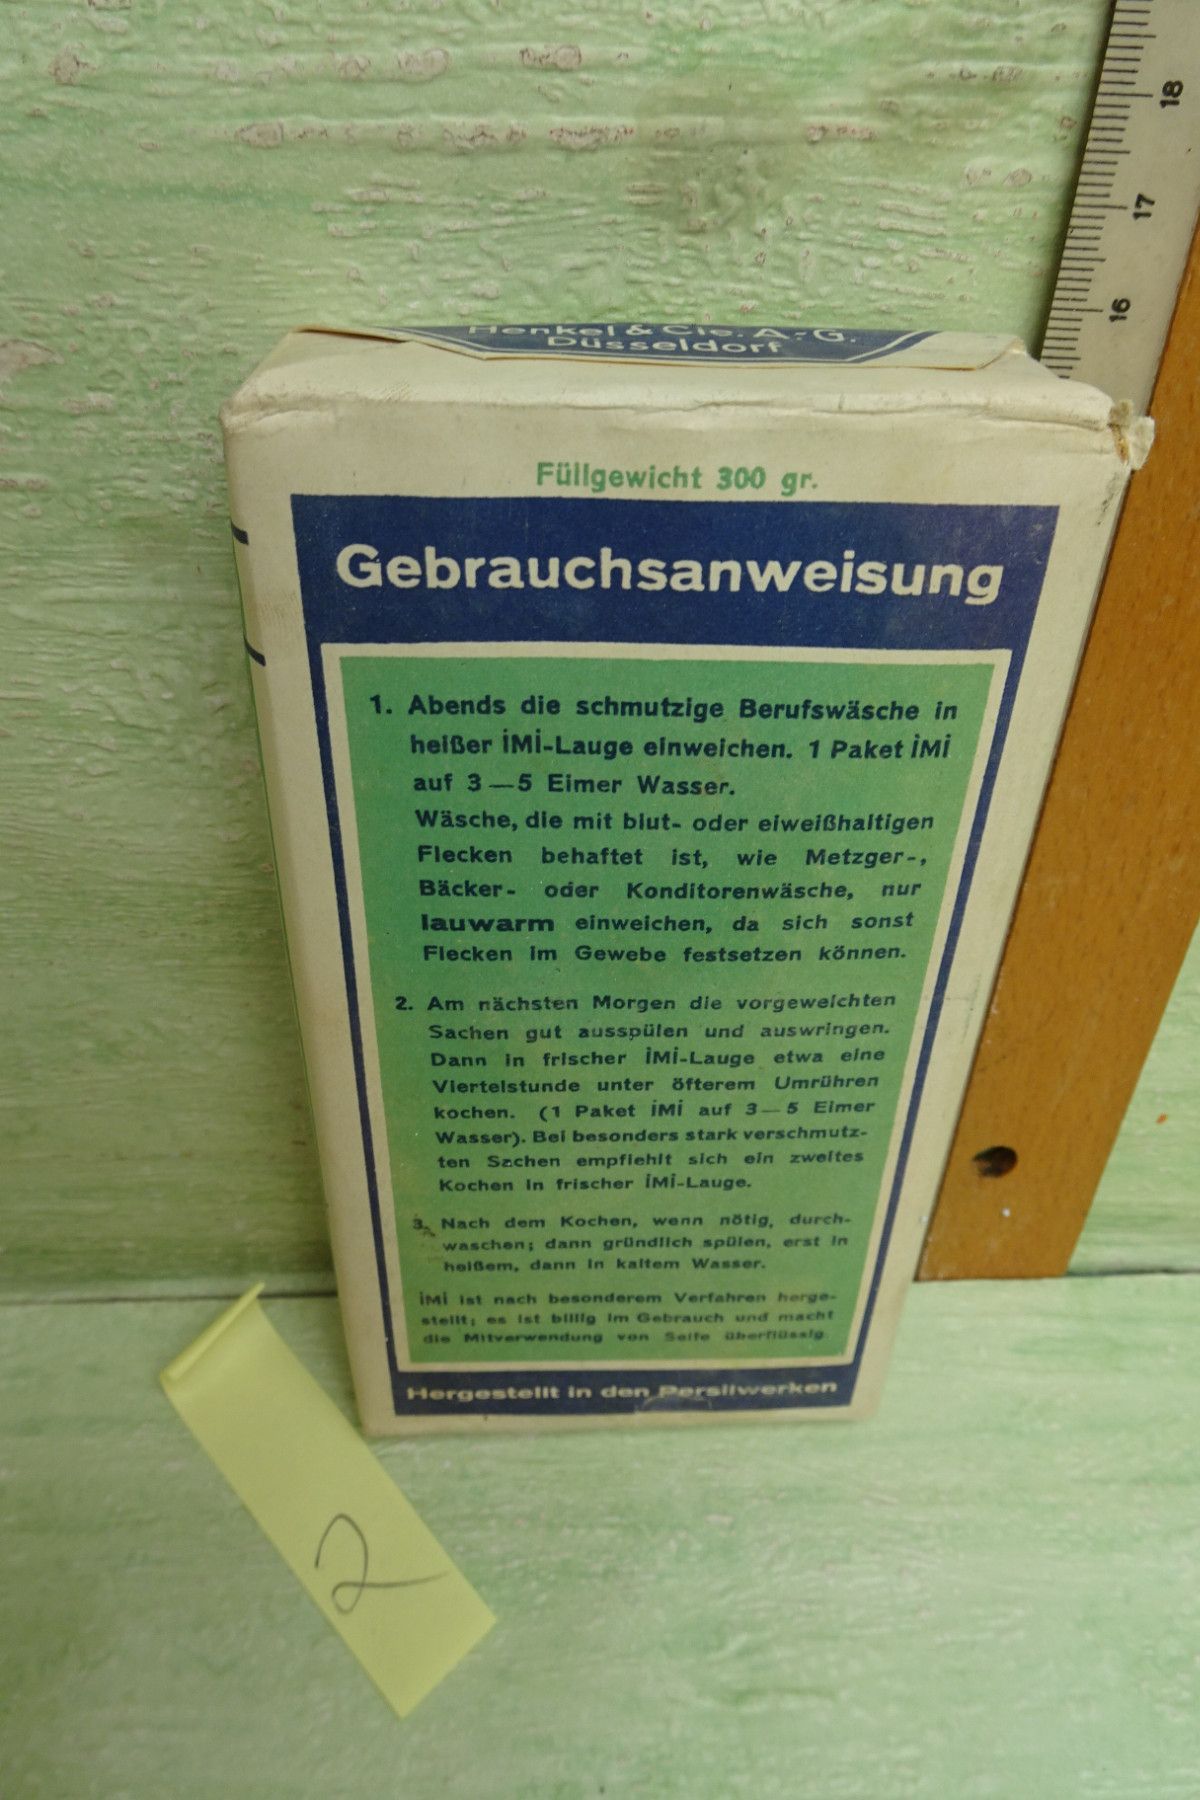 18
17
16
Henkel & Cie. A.-G.
Düsseldorf
Füllgewicht 300 gr.
Gebrauchsanweisung
1. Abends die schmutzige Berufswäsche in
heißer iMi-Lauge einweichen. 1 Paket iMi
auf 3—5 Eimer Wasser.
Wäsche, die mit blut- oder eiweißhaltigen
Flecken behaftet ist, wie Metzger-,
Bäcker- oder Konditorenwäsche, nur
lauwarm einweichen, da sich sonst
Flecken im Gewebe festsetzen können.
2. Am nächsten Morgen die vorgeweichten
Sachen gut ausspülen und auswringen.
Dann in frischer iMi-Lauge etwa eine
Viertelstunde unter öfterem Umrühren
kochen. (1 Paket iMi auf 3—5 Eimer
Wasser). Bei besonders stark verschmutz-
ten Sachen empfiehlt sich ein zweites
Kochen in frischer iMi-Lauge.
3. Nach dem Kochen, wenn nötig, durch-
waschen; dann gründlich spülen, erst in
heißem, dann in kaltem Wasser.
iMi ist nach besonderem Verfahren herge-
stellt; es ist billig im Gebrauch und macht
die Mitverwendung von Seife überflüssig.
Hergestellt in den Persilwerken
2